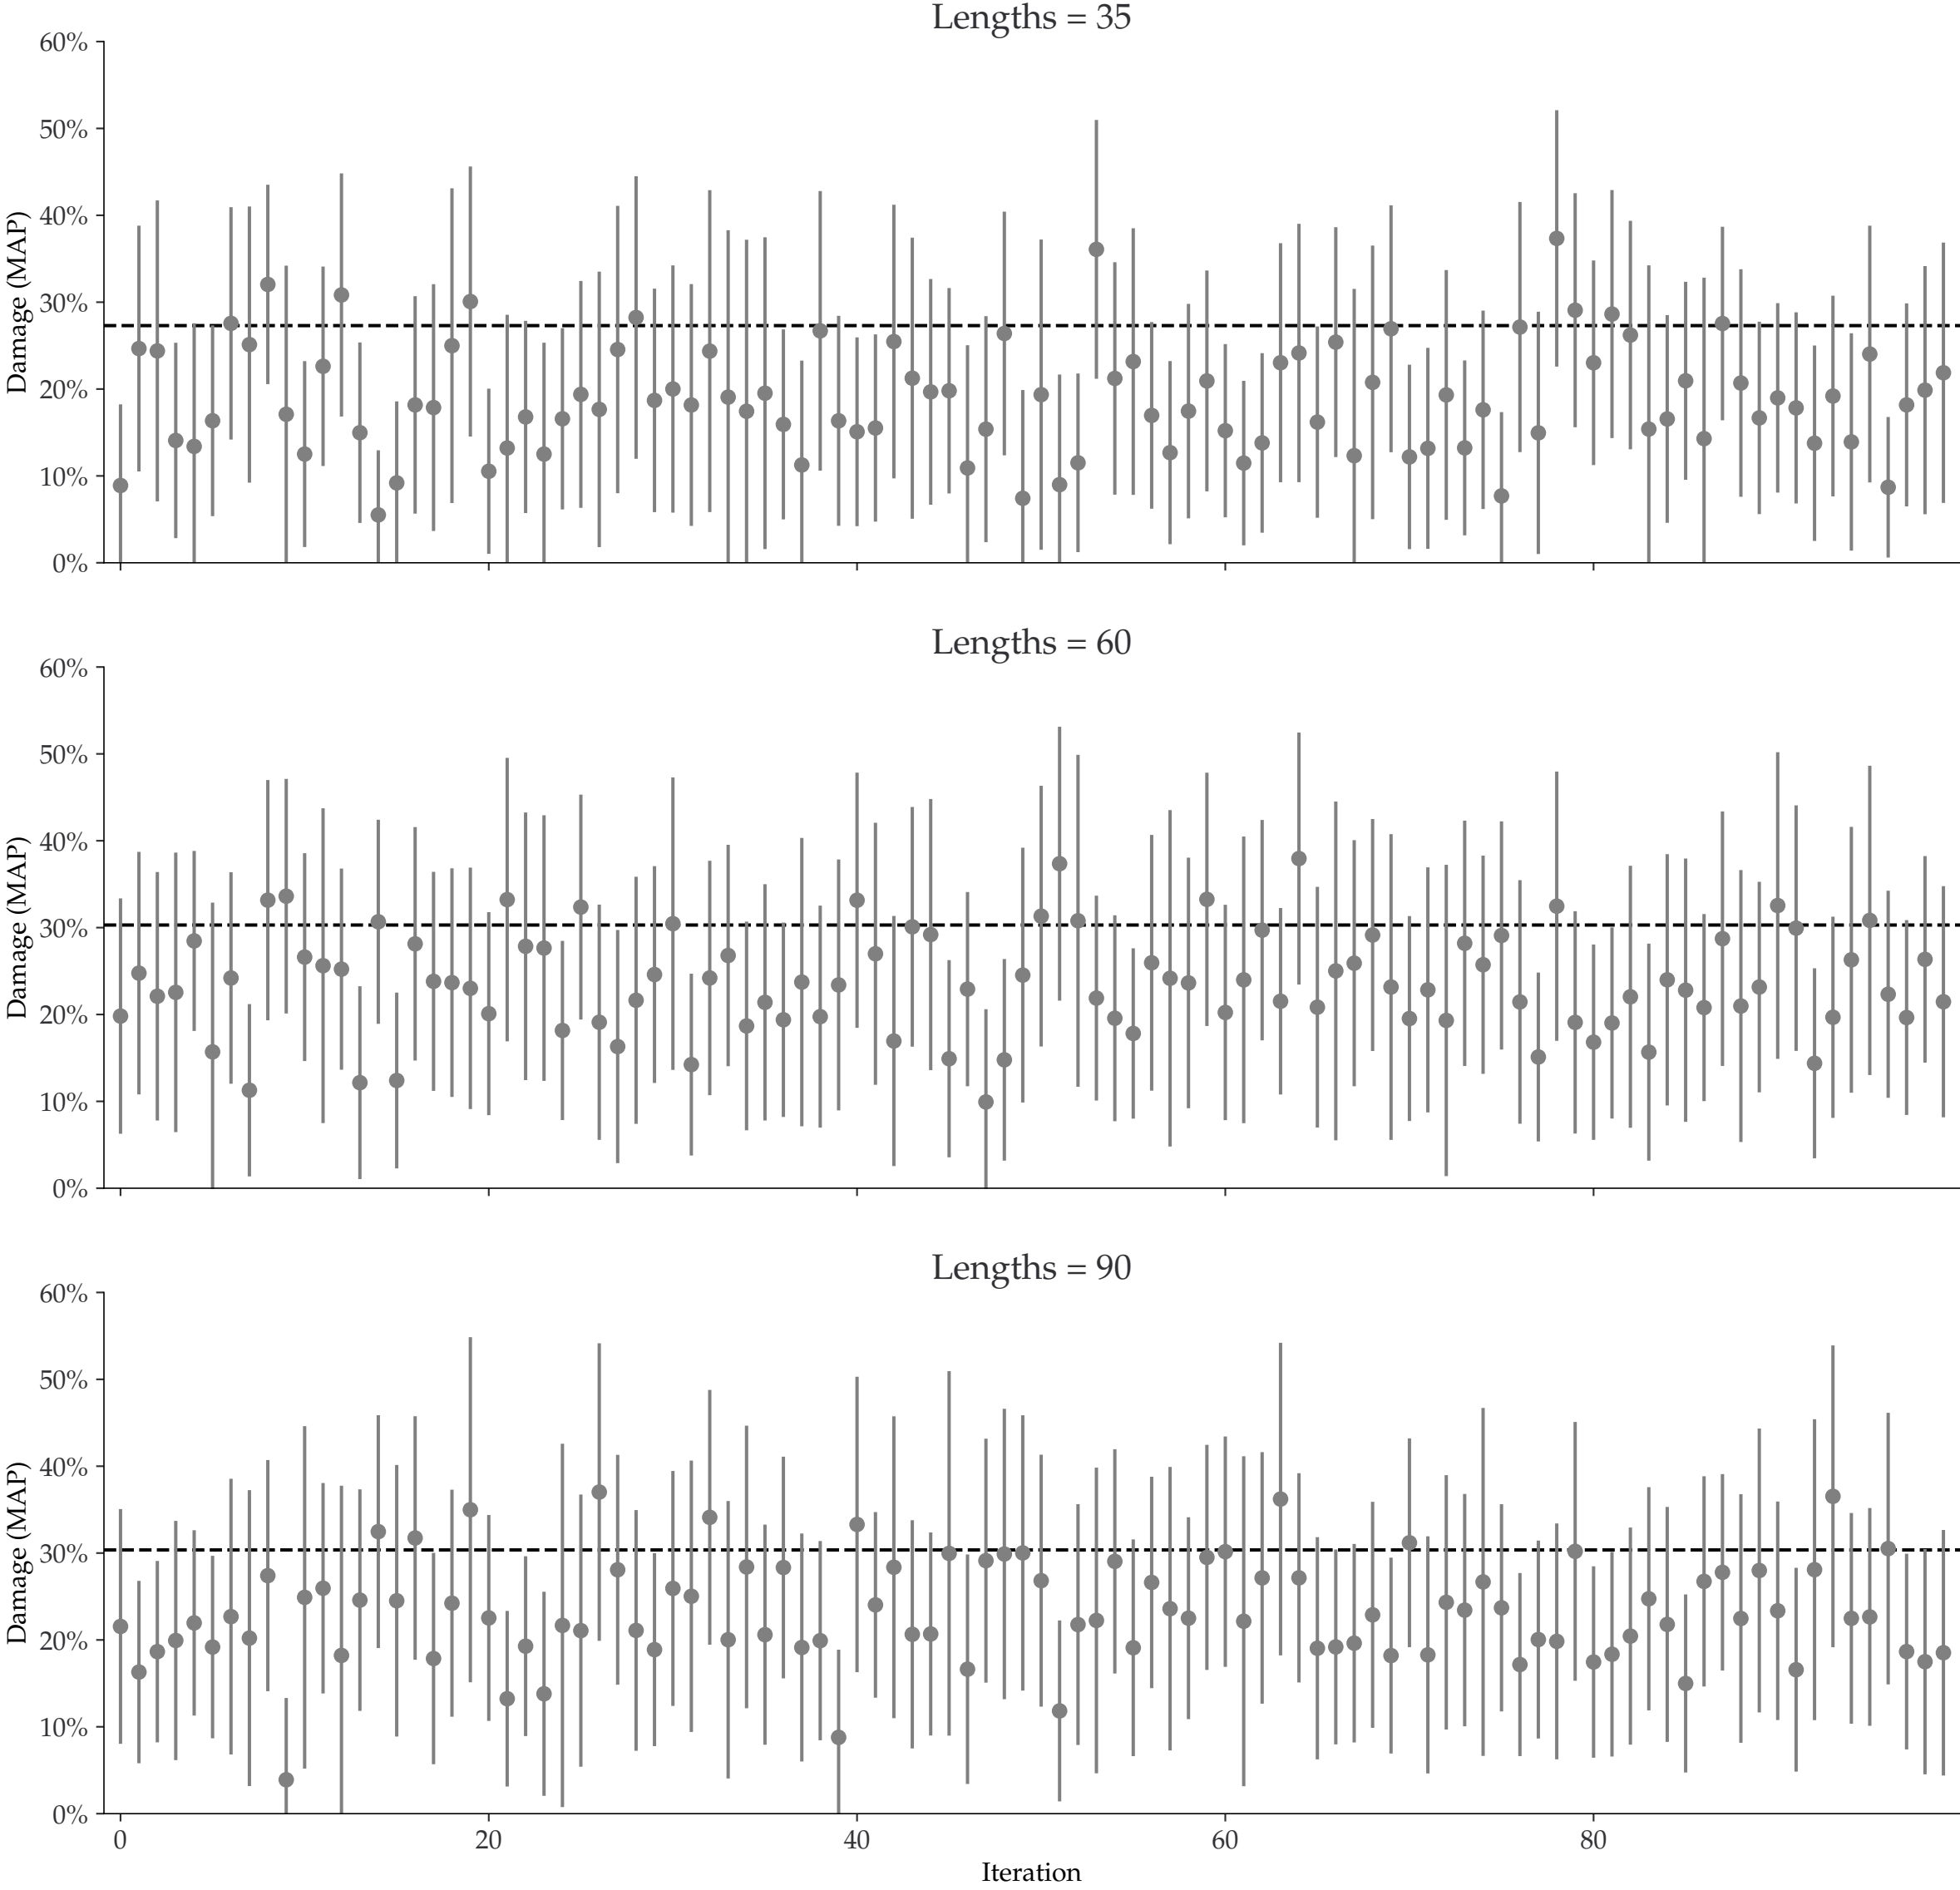 Lengths = 35
60%
50%
40%
30%
20%
10%
0%
Damage (MAP)
Lengths = 60
60%
50%
40%
30%
20%
10%
0%
Damage (MAP)
Lengths = 90
60%
50%
40%
30%
20%
10%
0%
Damage (MAP)
0 20 40 60 80
Iteration